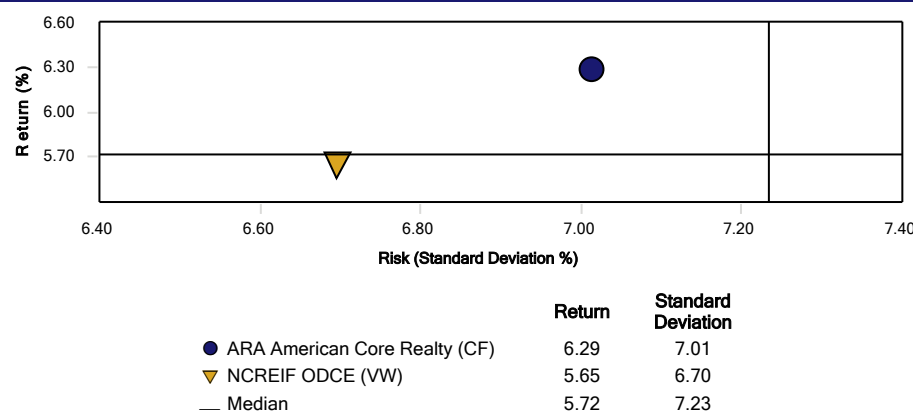 6.60
6.30
6.00
5.70
Return (%)
6.40 6.60 6.80 7.00 7.20 7.40
Risk (Standard Deviation %)
Return Standard Deviation
ARA American Core Realty (CF) 6.29 7.01
NCREIF ODCE (VW) 5.65 6.70
Median 5.72 7.23